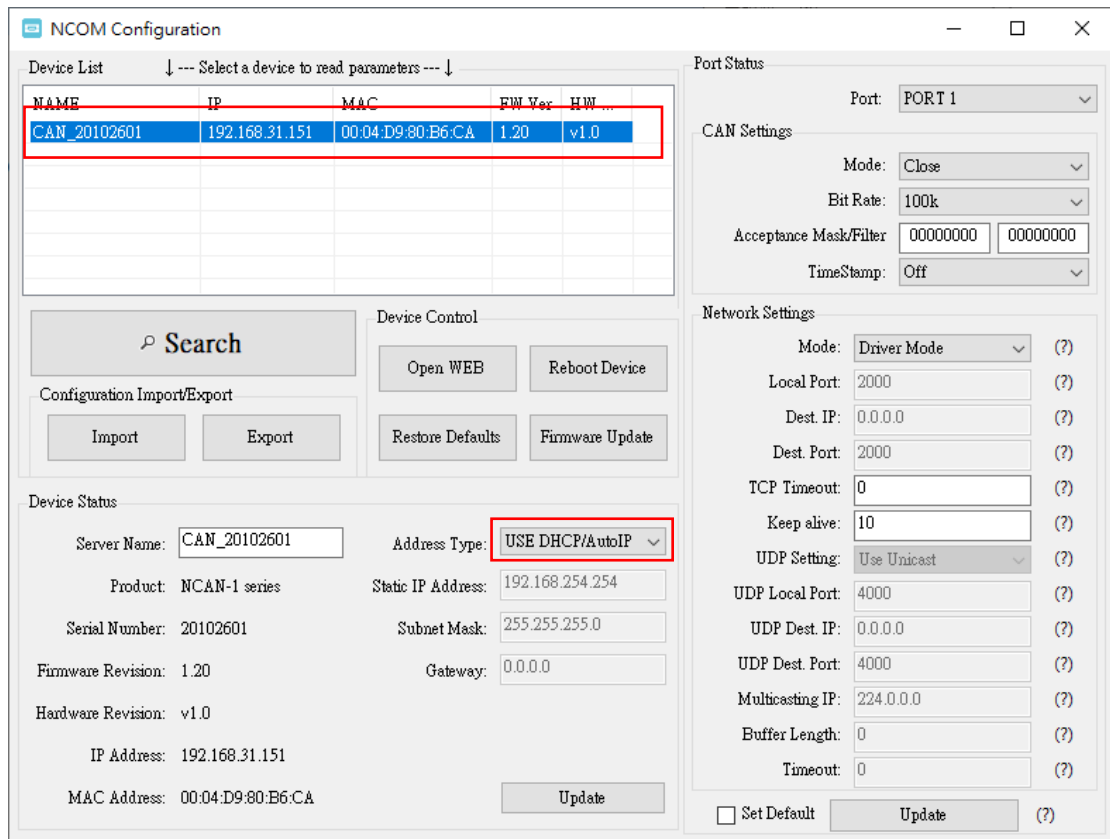 NCOM Configuration
Device List ↓ --- Select a device to read parameters --- ↓
NAME IP MAC FW Ver HW ...
CAN_20102601 192.168.31.151 00:04:D9:80:B6:CA 1.20 v1.0
Search
Configuration Import/Export
Import Export
Device Control
Open WEB Reboot Device
Restore Defaults Firmware Update
Device Status
Server Name: CAN_20102601
Product: NCAN-1 series
Serial Number: 20102601
Firmware Revision: 1.20
Hardware Revision: v1.0
IP Address: 192.168.31.151
MAC Address: 00:04:D9:80:B6:CA
Address Type: USE DHCP/AutoIP
Static IP Address: 192.168.254.254
Subnet Mask: 255.255.255.0
Gateway: 0.0.0.0
Update
Port Status
Port: PORT 1
CAN Settings
Mode: Close
Bit Rate: 100k
Acceptance Mask/Filter 00000000 00000000
TimeStamp: Off
Network Settings
Mode: Driver Mode (?)
Local Port: 2000 (?)
Dest. IP: 0.0.0.0 (?)
Dest. Port: 2000 (?)
TCP Timeout: 0 (?)
Keep alive: 10 (?)
UDP Setting: Use Unicast (?)
UDP Local Port: 4000 (?)
UDP Dest. IP: 0.0.0.0 (?)
UDP Dest. Port: 4000 (?)
Multicasting IP: 224.0.0.0 (?)
Buffer Length: 0 (?)
Timeout: 0 (?)
Set Default Update (?)